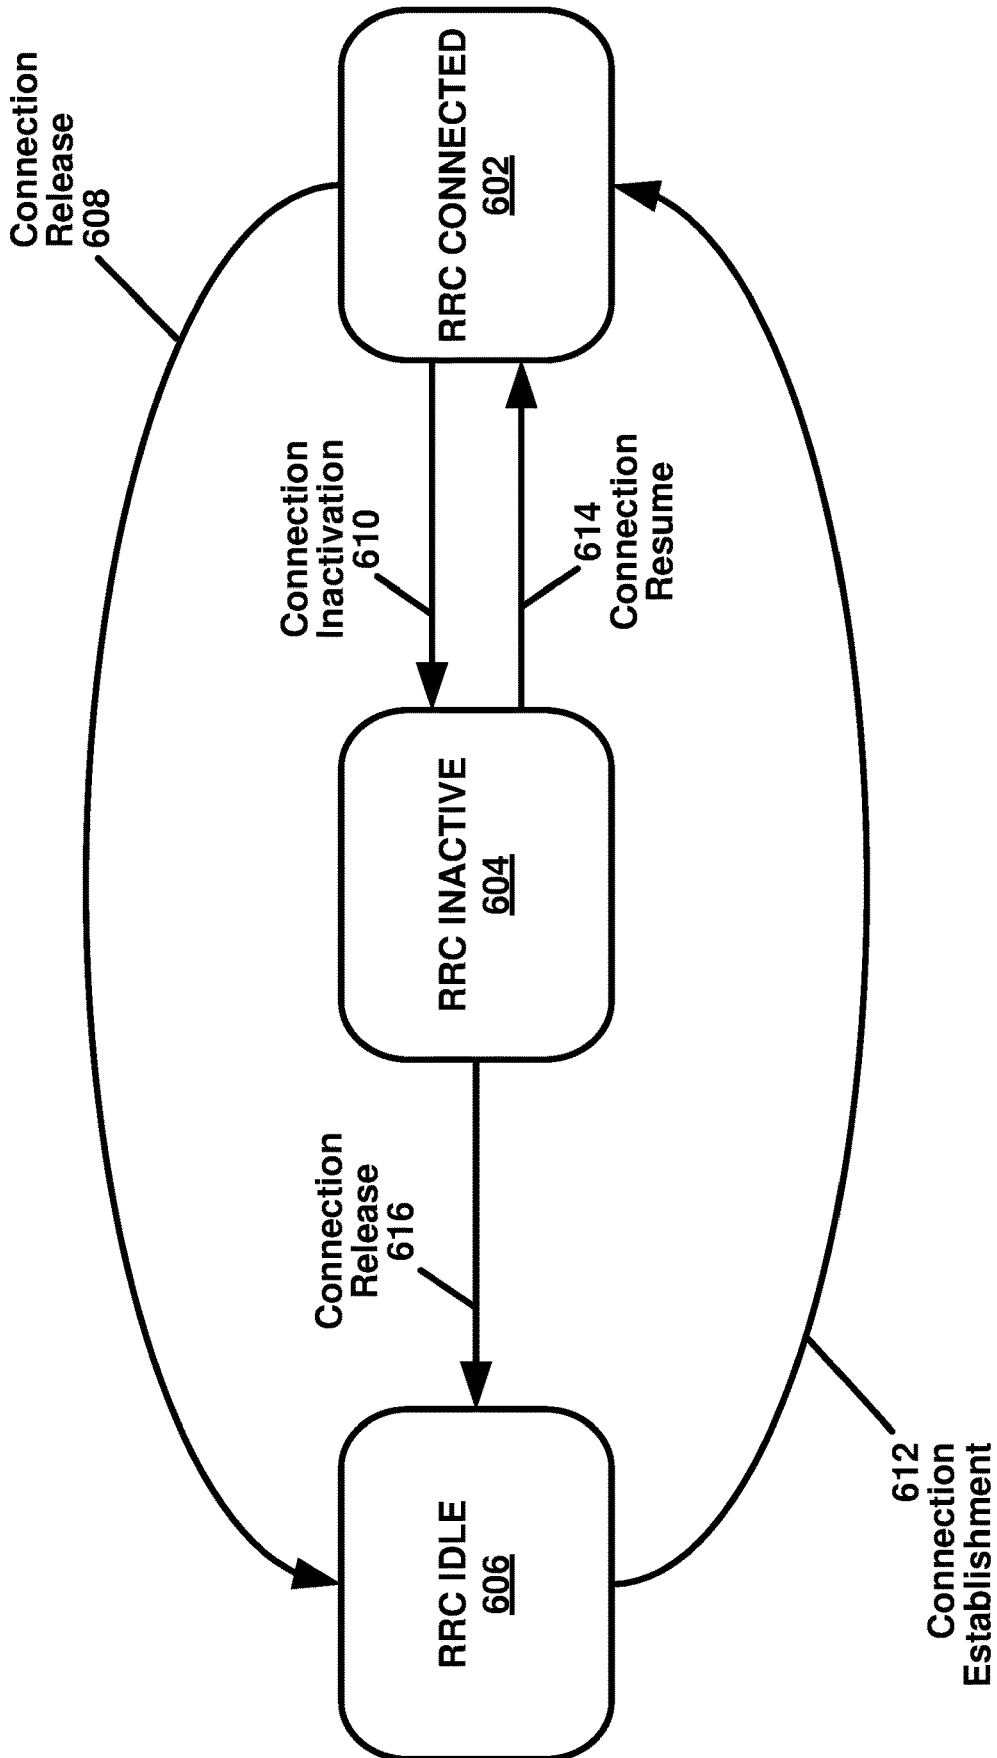 Connection
Release
608
RRC CONNECTED
602
Connection
Inactivation
610
614
Connection
Resume
RRC INACTIVE
604
Connection
Release
616
RRC IDLE
606
612
Connection
Establishment